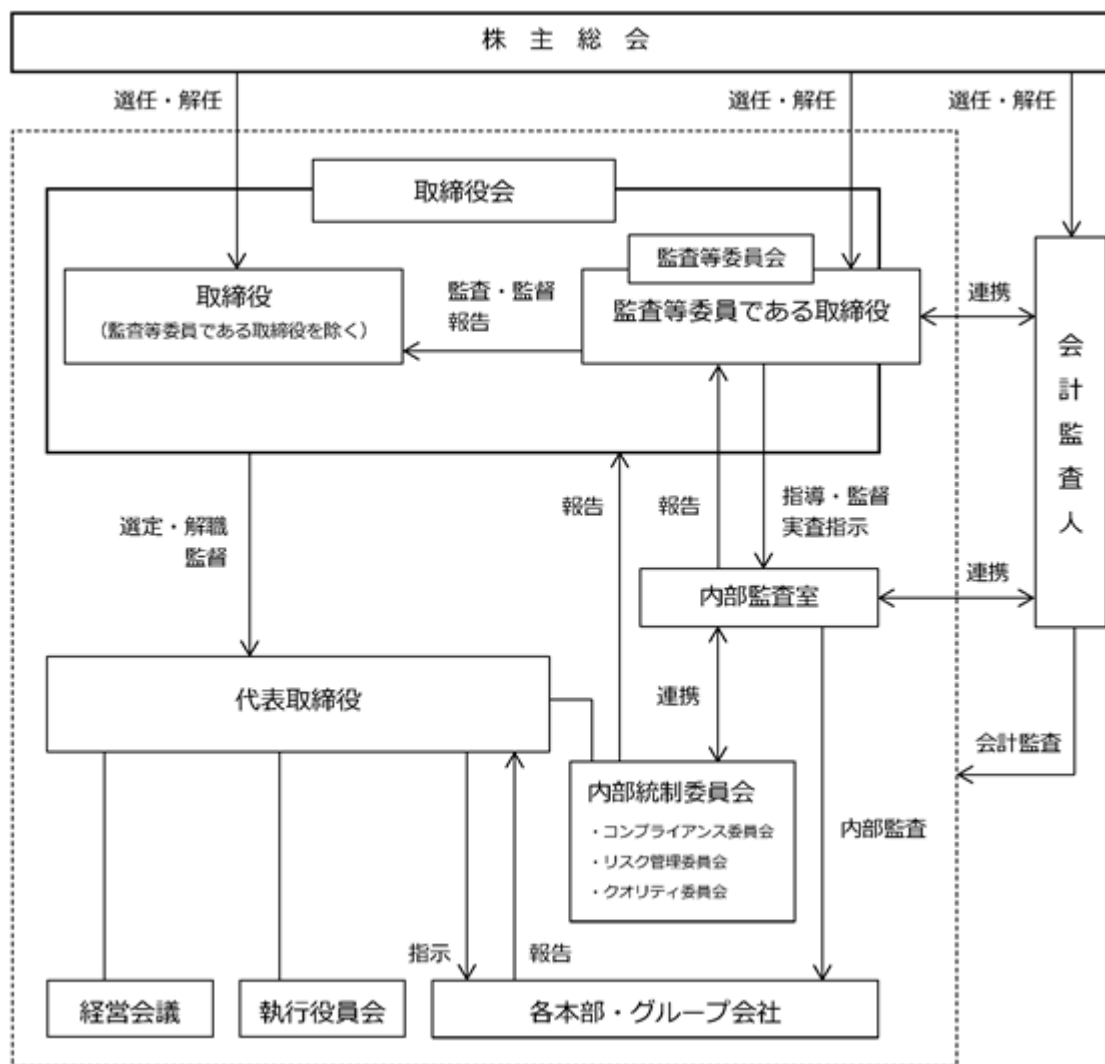 株主総会
選任・解任
選任・解任
選任・解任
取締役会
監査等委員会
取締役
(監査等委員である取締役を除く)
監査・監督
報告
監査等委員である取締役
連携
会計監査人
選定・解職
監督
報告
報告
指導・監督
実査指示
内部監査室
連携
代表取締役
連携
会計監査
内部統制委員会
・コンプライアンス委員会
・リスク管理委員会
・クオリティ委員会
内部監査
指示
報告
経営会議
執行役員会
各本部・グループ会社